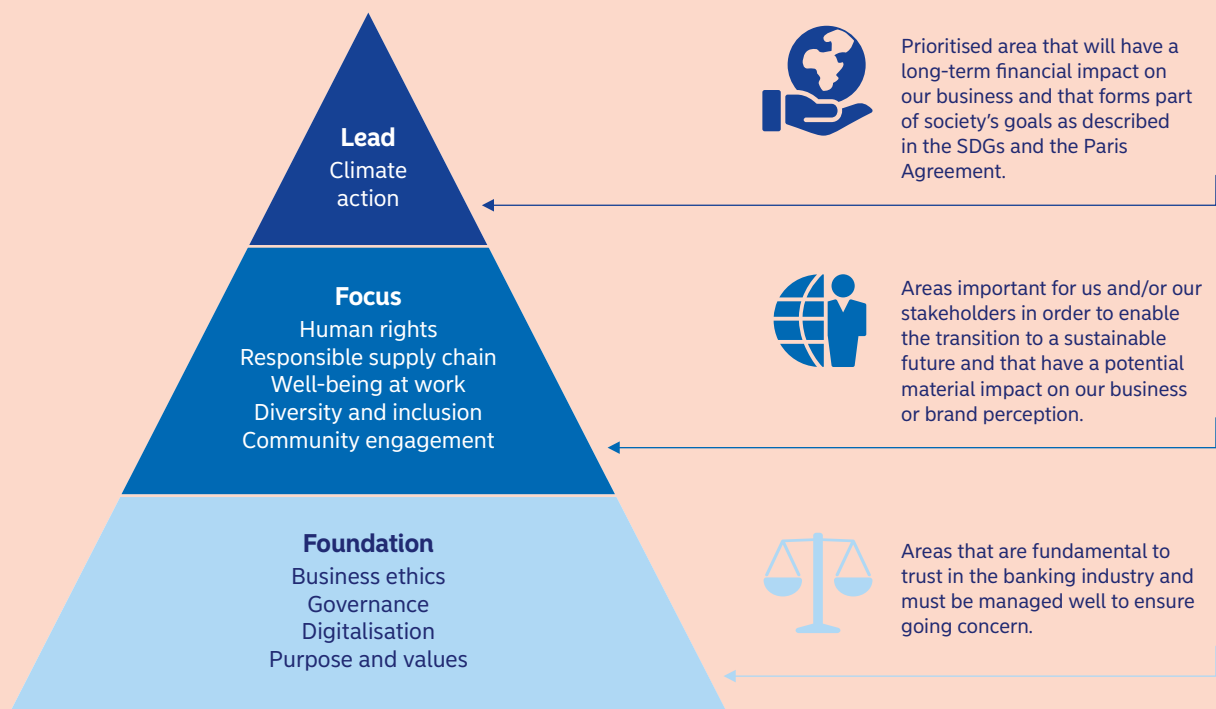 Lead
Climate
action
Prioritised area that will have a
long-term financial impact on
our business and that forms part
of society's goals as described
in the SDGs and the Paris
Agreement.
Focus
Human rights
Responsible supply chain
Well-being at work
Diversity and inclusion
Community engagement
Areas important for us and/or our
stakeholders in order to enable
the transition to a sustainable
future and that have a potential
material impact on our business
or brand perception.
Foundation
Business ethics
Governance
Digitalisation
Purpose and values
Areas that are fundamental to
trust in the banking industry and
must be managed well to ensure
going concern.